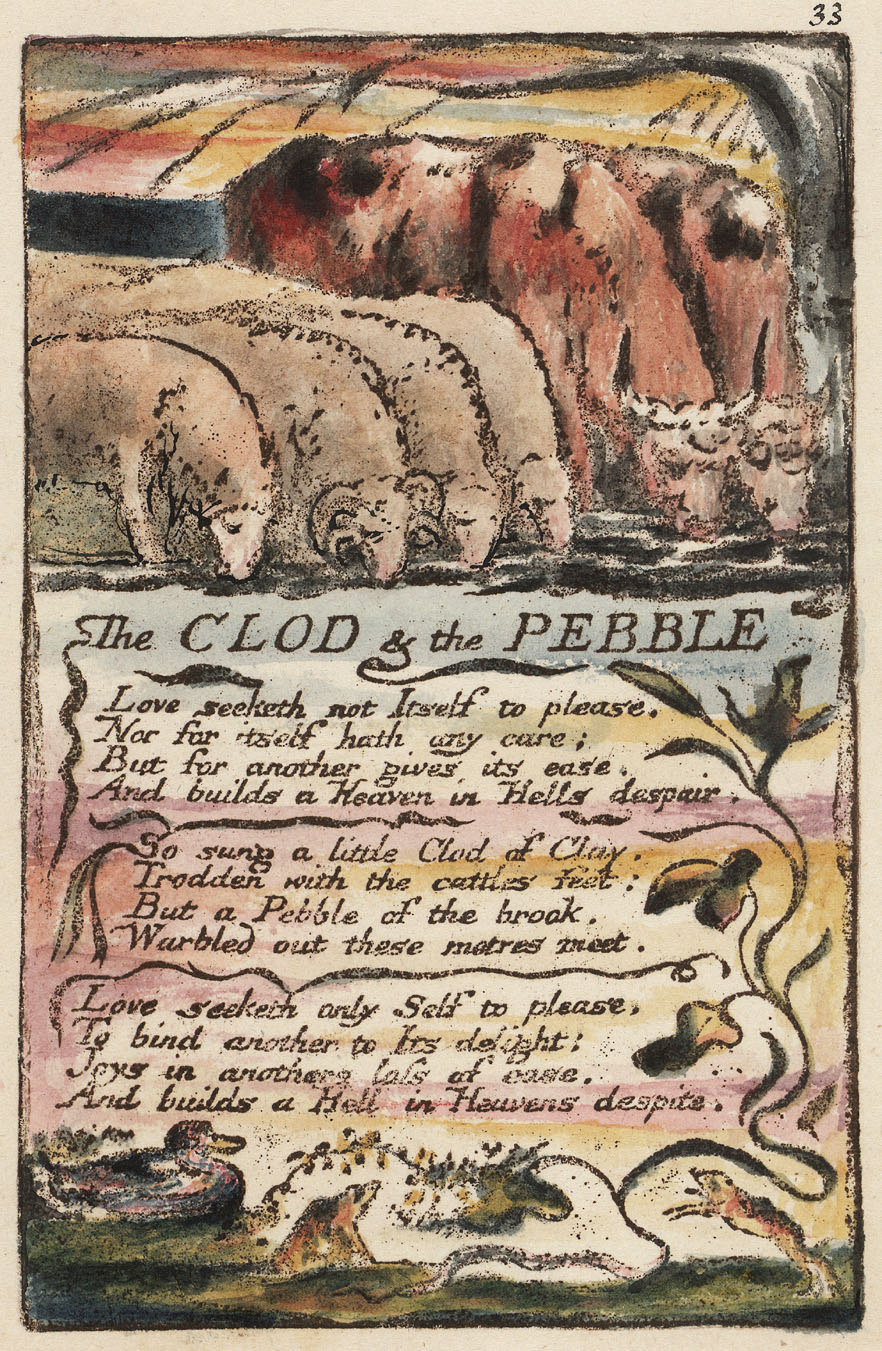 33
The CLOD & the PEBBLE
Love seeketh not Itself to please.
Nor for itself hath any care;
But for another gives its ease.
And builds a Heaven in Hells despair.
So sung a little Clod of Clay,
Trodden with the cattles feet:
But a Pebble of the brook,
Warbled out these metres meet.
Love seeketh only Self to please,
To bind another to Its delight:
Joys in anothers loss of ease,
And builds a Hell in Heavens despite.